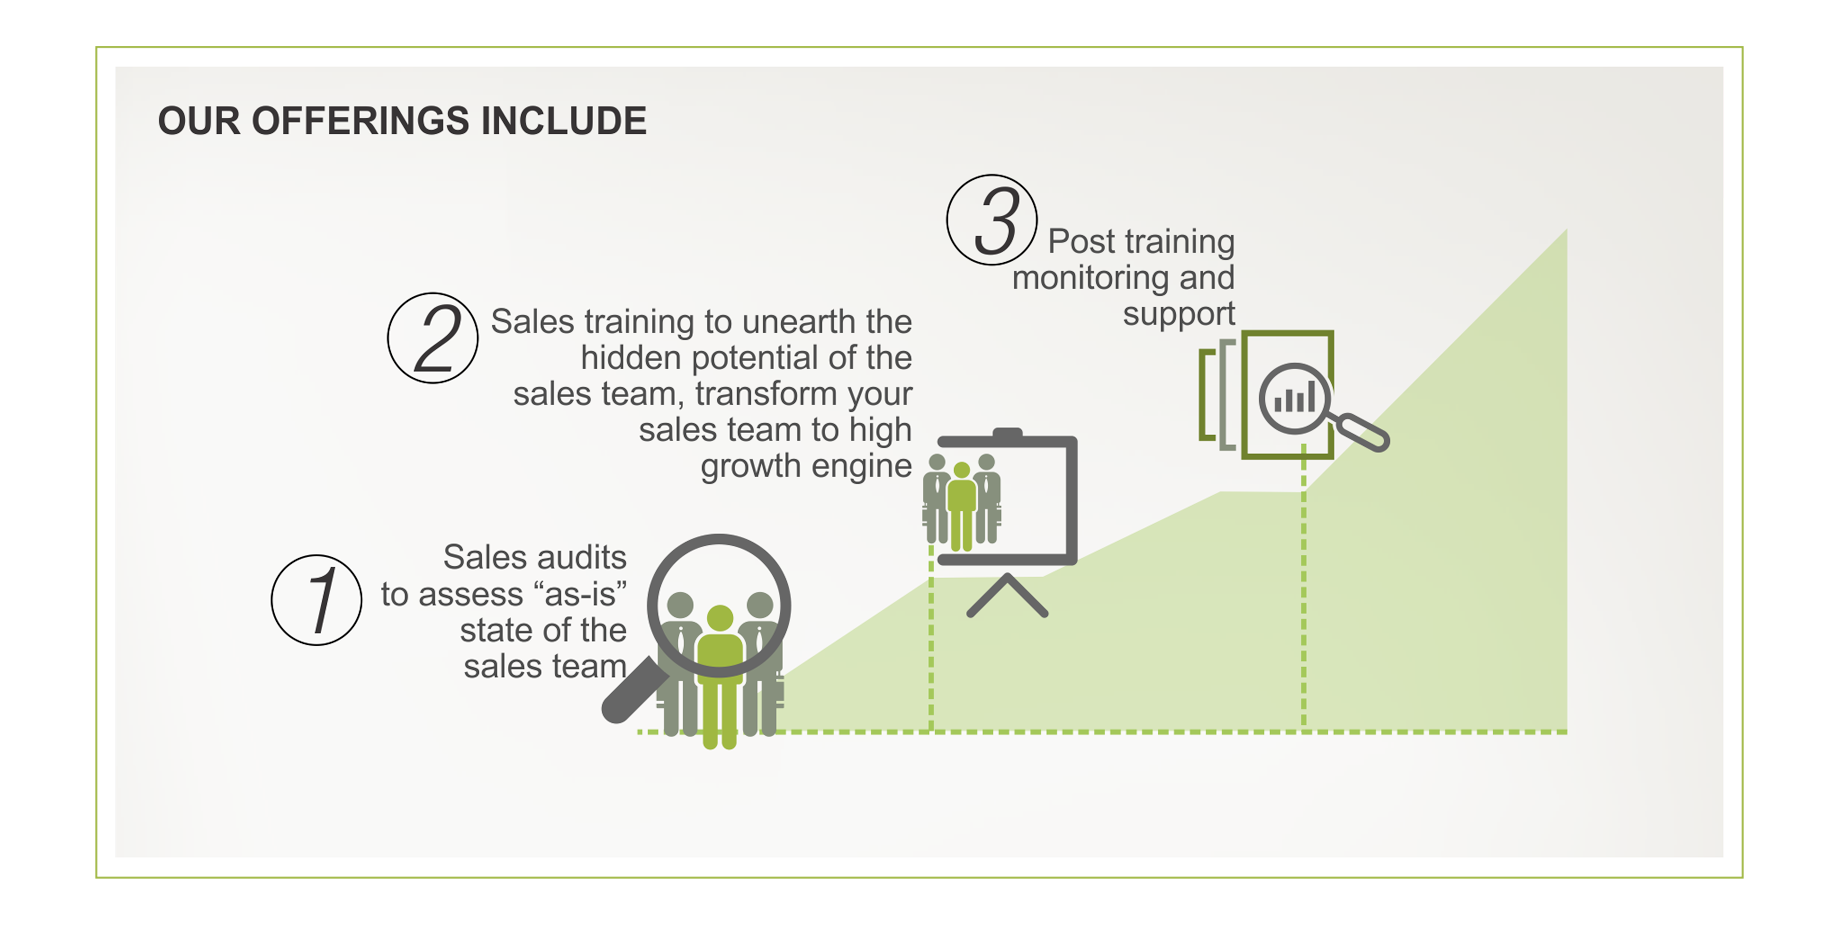 OUR OFFERINGS INCLUDE
3
Post training
monitoring and
support
2
Sales training to unearth the
hidden potential of the
sales team, transform your
sales team to high
growth engine
1
Sales audits
to assess “as-is”
state of the
sales team